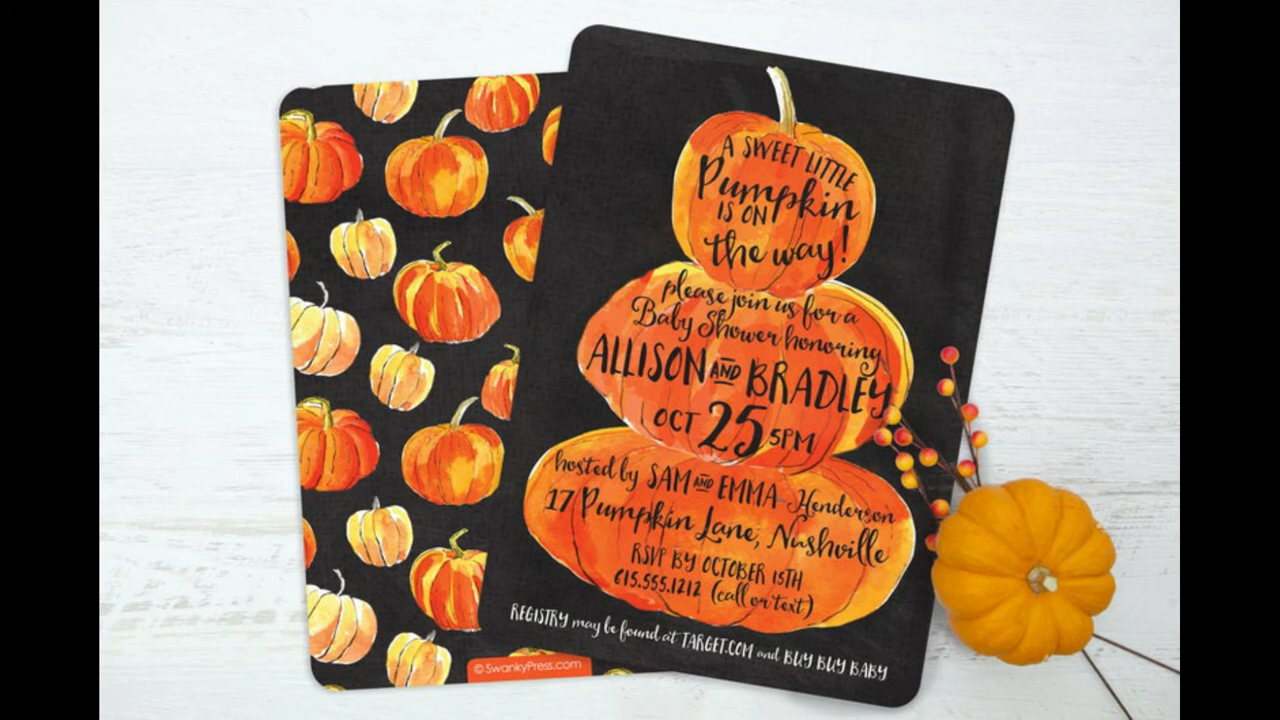 A SWEET LITTLE
Pumpkin
IS ON
the way!
please join us for a
Baby Shower honoring
ALLISON AND BRADLEY
OCT 25 5PM
hosted by SAM AND EMMA Henderson
17 Pumpkin Lane, Nashville
RSVP BY OCTOBER 15TH
615.555.1212 (call or text)
REGISTRY may be found at TARGET.COM and BUY BUY BABY
© SwankyPress.com